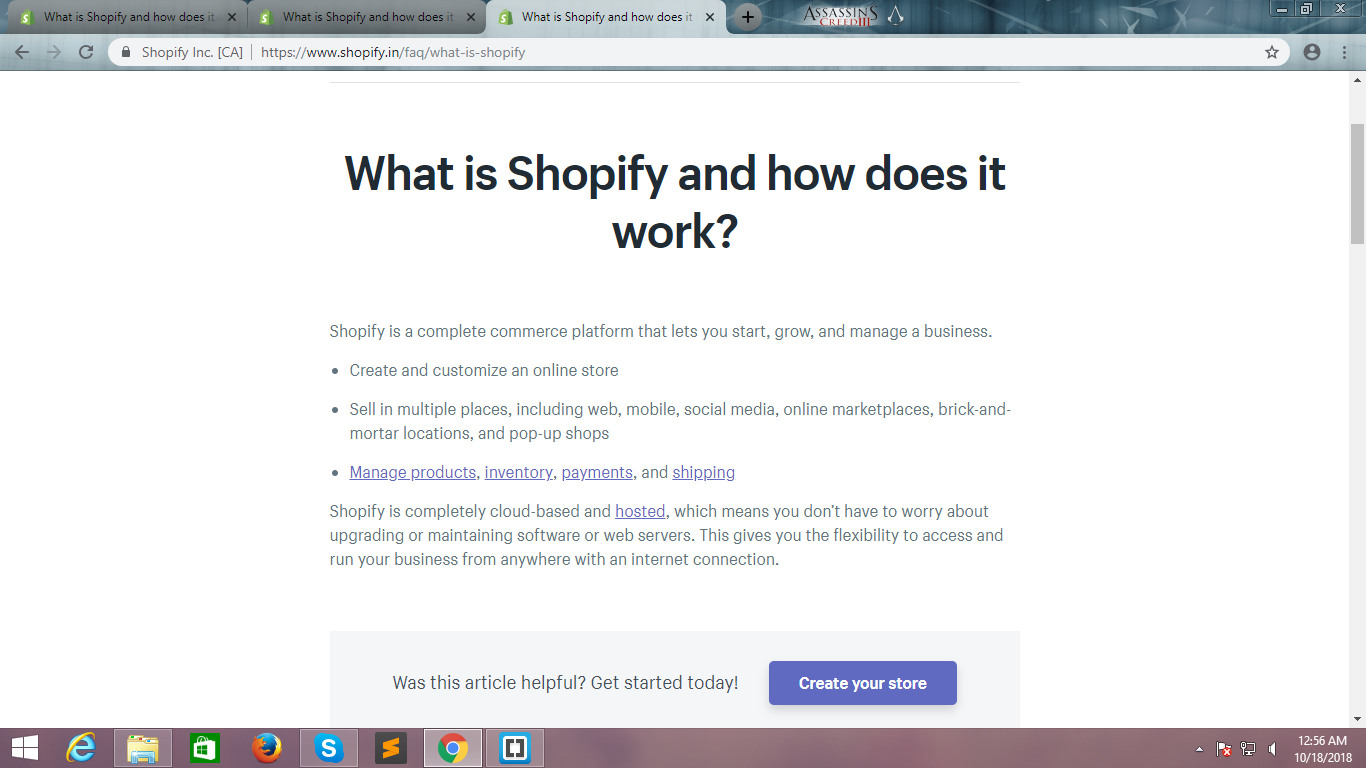 What is Shopify and how does it
What is Shopify and how does it
What is Shopify and how does it
ASSASSIN'S
CREED III
Shopify Inc. [CA]
https://www.shopify.in/faq/what-is-shopify
What is Shopify and how does it
work?
Shopify is a complete commerce platform that lets you start, grow, and manage a business.
• Create and customize an online store
• Sell in multiple places, including web, mobile, social media, online marketplaces, brick-and-
mortar locations, and pop-up shops
• Manage products, inventory, payments, and shipping
Shopify is completely cloud-based and hosted, which means you don’t have to worry about
upgrading or maintaining software or web servers. This gives you the flexibility to access and
run your business from anywhere with an internet connection.
Was this article helpful? Get started today!
Create your store
12:56 AM
10/18/2018